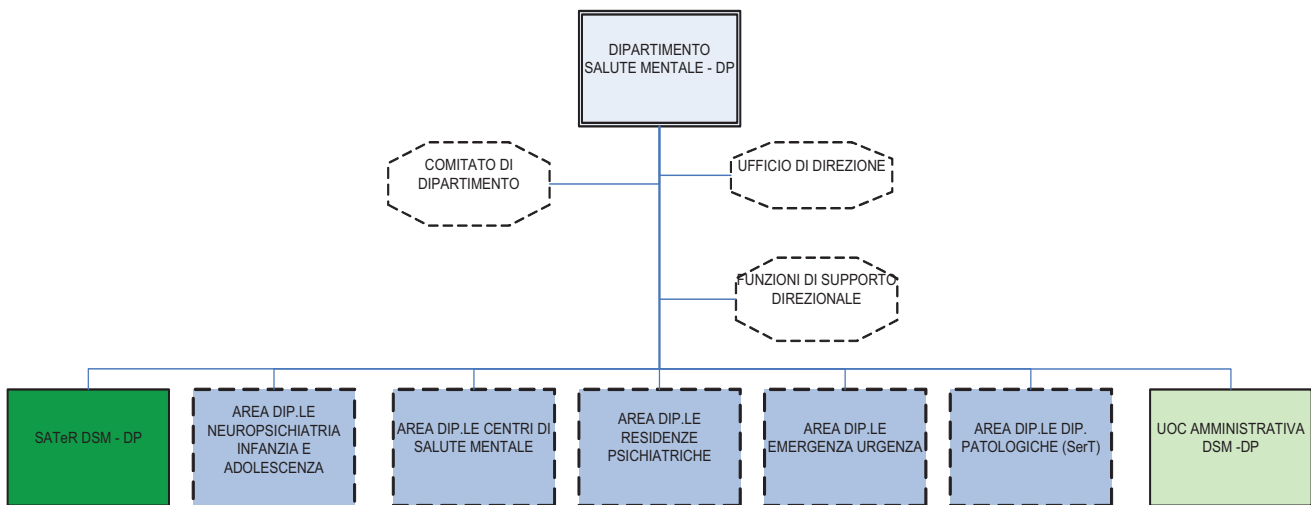 DIPARTIMENTO
SALUTE MENTALE - DP
COMITATO DI
DIPARTIMENTO
UFFICIO DI DIREZIONE
FUNZIONI DI SUPPORTO
DIREZIONALE
SATeR DSM - DP
AREA DIP.LE
NEUROPSICHIATRIA
INFANZIA E
ADOLESCENZA
AREA DIP.LE CENTRI DI
SALUTE MENTALE
AREA DIP.LE
RESIDENZE
PSICHIATRICHE
AREA DIP.LE
EMERGENZA URGENZA
AREA DIP.LE DIP.
PATOLOGICHE (SerT)
UOC AMMINISTRATIVA
DSM -DP